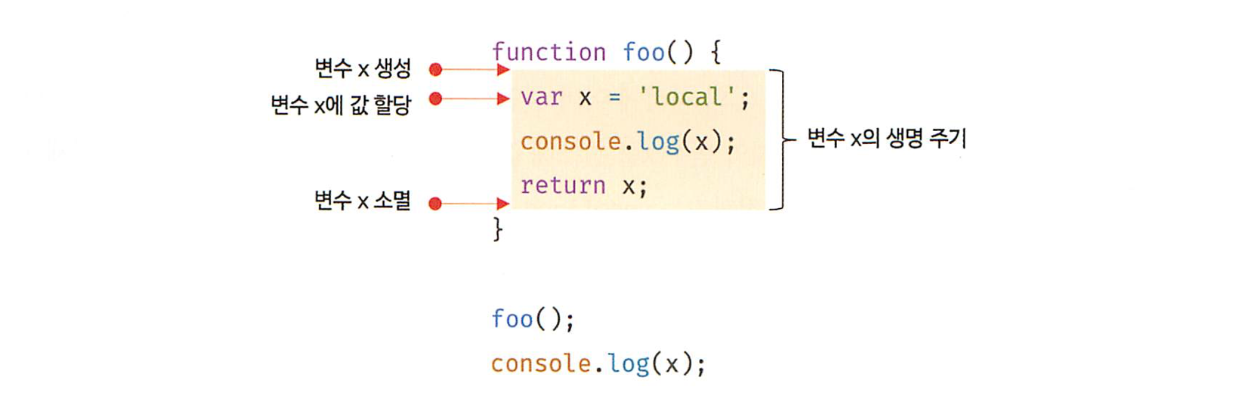 function foo() {
변수 x 생성
변수 x에 값 할당
var x = 'local';
console.log(x);
변수 x의 생명 주기
return x;
변수 x 소멸
}
foo();
console.log(x);